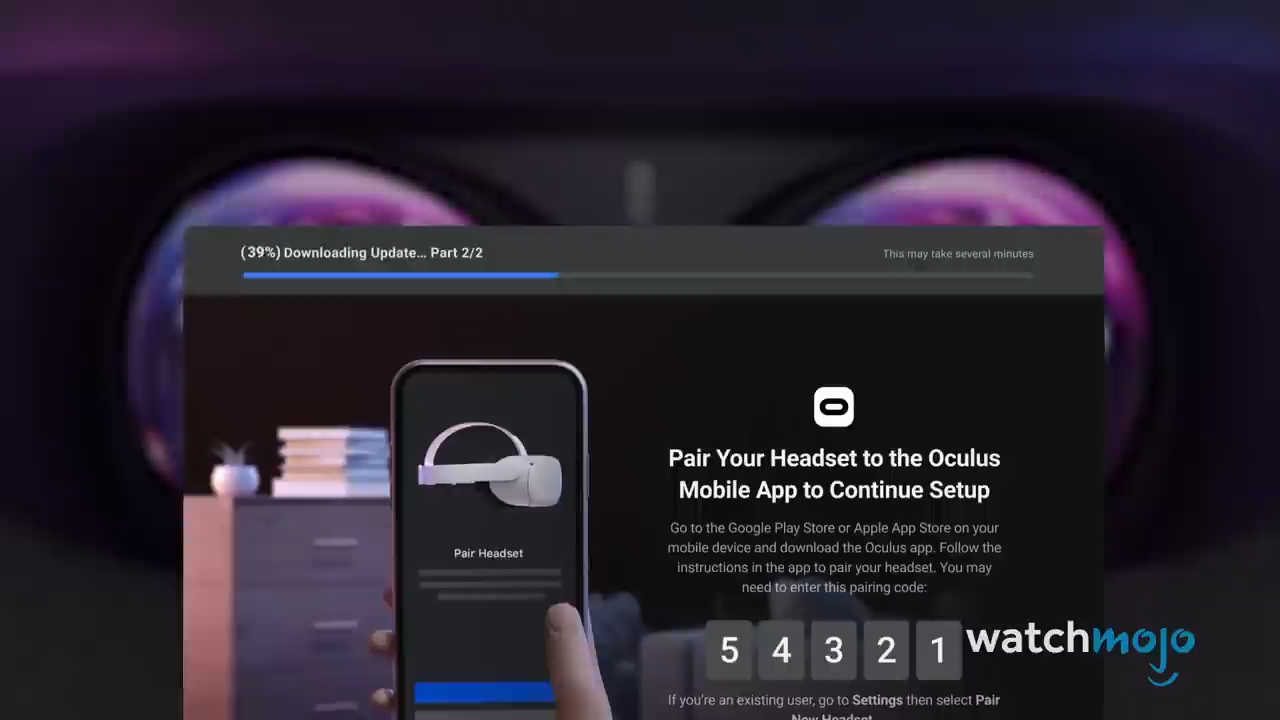 (39%) Downloading Update... Part 2/2
This may take several minutes
Pair Your Headset to the Oculus
Mobile App to Continue Setup
Go to the Google Play Store or Apple App Store on your
mobile device and download the Oculus app. Follow the
instructions in the app to pair your headset. You may
need to enter this pairing code:
Pair Headset
5 4 3 2 1
watchmojo
If you're an existing user, go to Settings then select Pair
New Headset